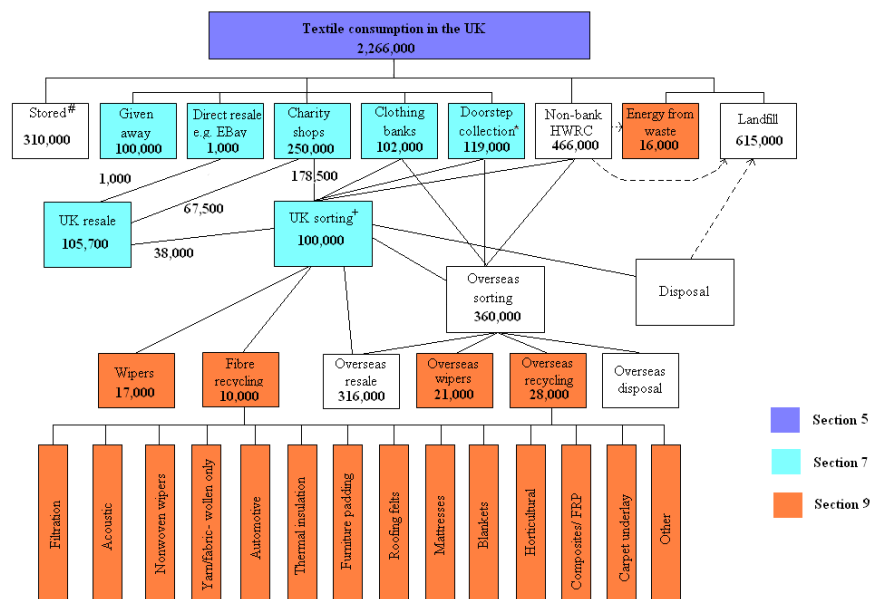 Textile consumption in the UK
2,266,000
Stored#
310,000
Given
away
100,000
Direct resale
e.g. EBay
1,000
Charity
shops
250,000
Clothing
banks
102,000
Doorstep
collection*
119,000
Non-bank
HWRC
466,000
Energy from
waste
16,000
Landfill
615,000
1,000
178,500
67,500
38,000
UK resale
105,700
UK sorting+
100,000
Overseas
sorting
360,000
Disposal
Wipers
17,000
Fibre
recycling
10,000
Overseas
resale
316,000
Overseas
wipers
21,000
Overseas
recycling
28,000
Overseas
disposal
Section 5
Section 7
Section 9
Filtration
Acoustic
Nonwoven wipers
Yarn/fabric- wollen only
Automotive
Thermal insulation
Furniture padding
Roofing felts
Mattresses
Blankets
Horticultural
Composites/ FRP
Carpet underlay
Other